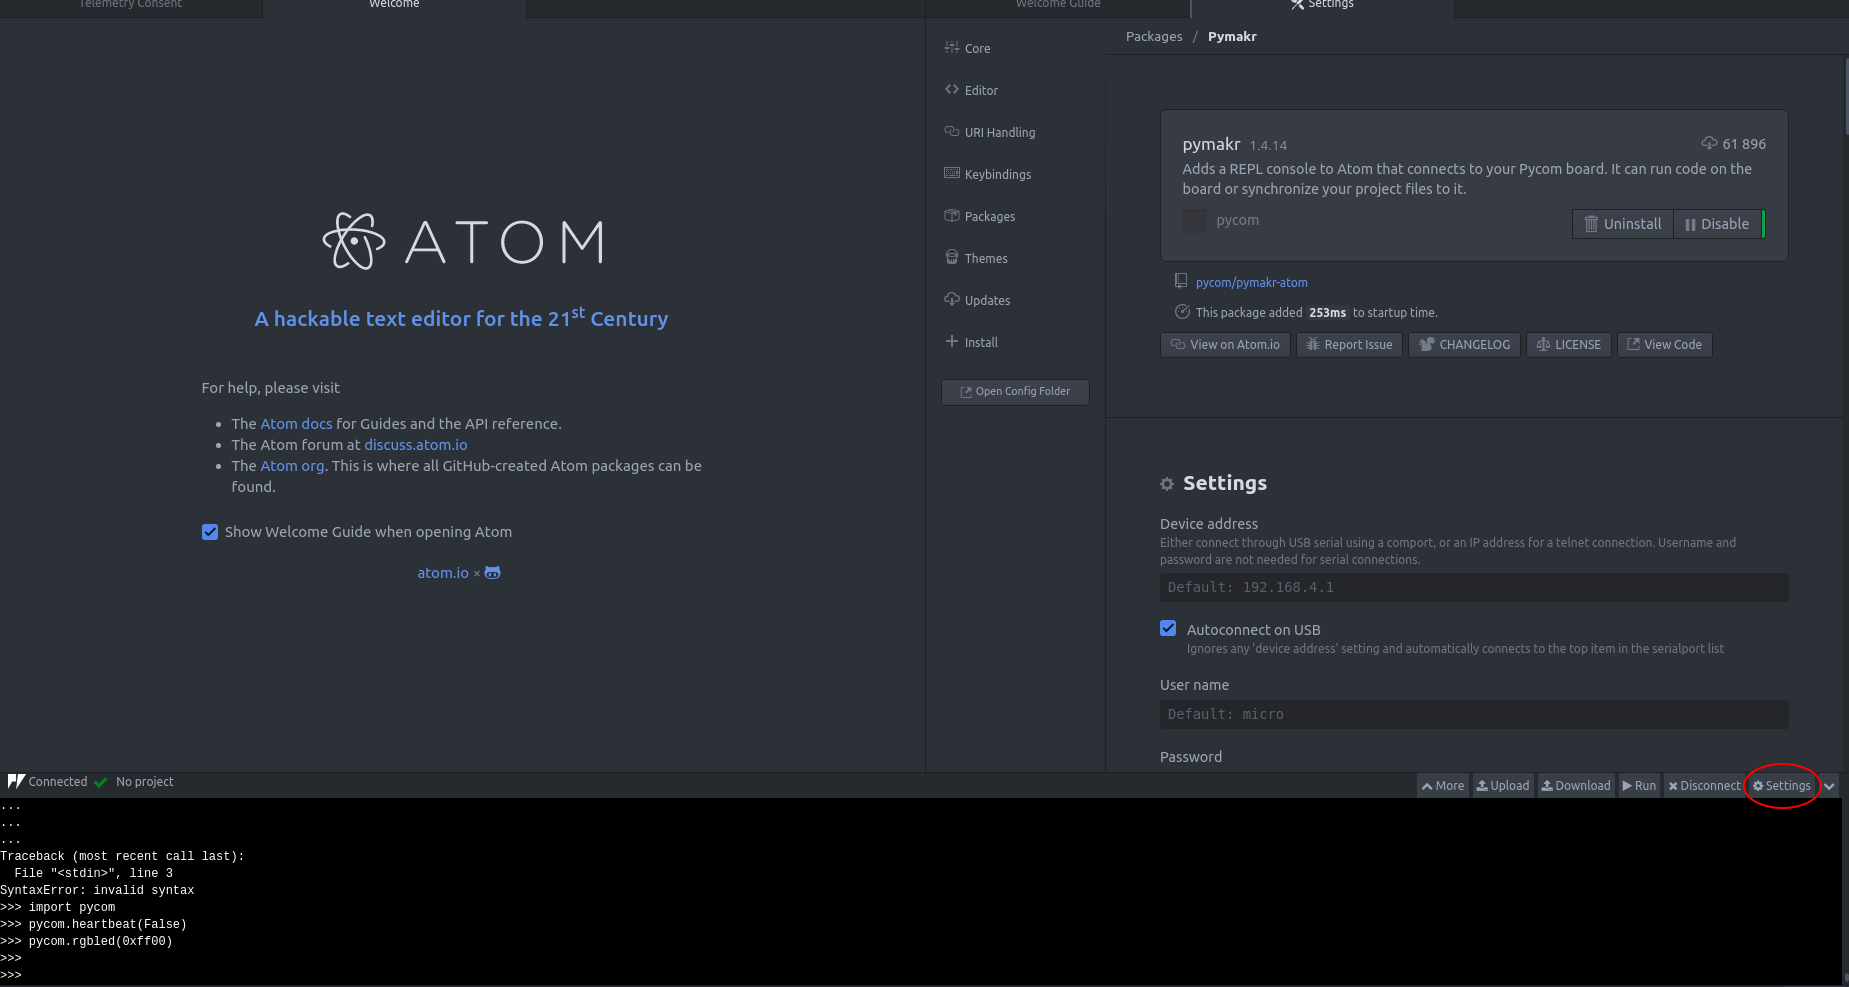 Telemetry Consent
Welcome
Welcome Guide
Settings
ATOM
A hackable text editor for the 21st Century
For help, please visit
The Atom docs for Guides and the API reference.
The Atom forum at discuss.atom.io
The Atom org. This is where all GitHub-created Atom packages can be
found.
Show Welcome Guide when opening Atom
atom.io ×
Core
Editor
URI Handling
Keybindings
Packages
Themes
Updates
Install
Open Config Folder
Packages / Pymakr
pymakr 1.4.14
61 896
Adds a REPL console to Atom that connects to your Pycom board. It can run code on the
board or synchronize your project files to it.
pycom
Uninstall
Disable
pycom/pymakr-atom
This package added 253ms to startup time.
View on Atom.io
Report Issue
CHANGELOG
LICENSE
View Code
Settings
Device address
Either connect through USB serial using a comport, or an IP address for a telnet connection. Username and
password are not needed for serial connections.
Default: 192.168.4.1
Autoconnect on USB
Ignores any 'device address' setting and automatically connects to the top item in the serialport list
User name
Default: micro
Password
Connected No project
More
Upload
Download
Run
Disconnect
Settings
...
...
...
Traceback (most recent call last):
File "<stdin>", line 3
SyntaxError: invalid syntax
>>> import pycom
>>> pycom.heartbeat(False)
>>> pycom.rgbled(0xff00)
>>>
>>>